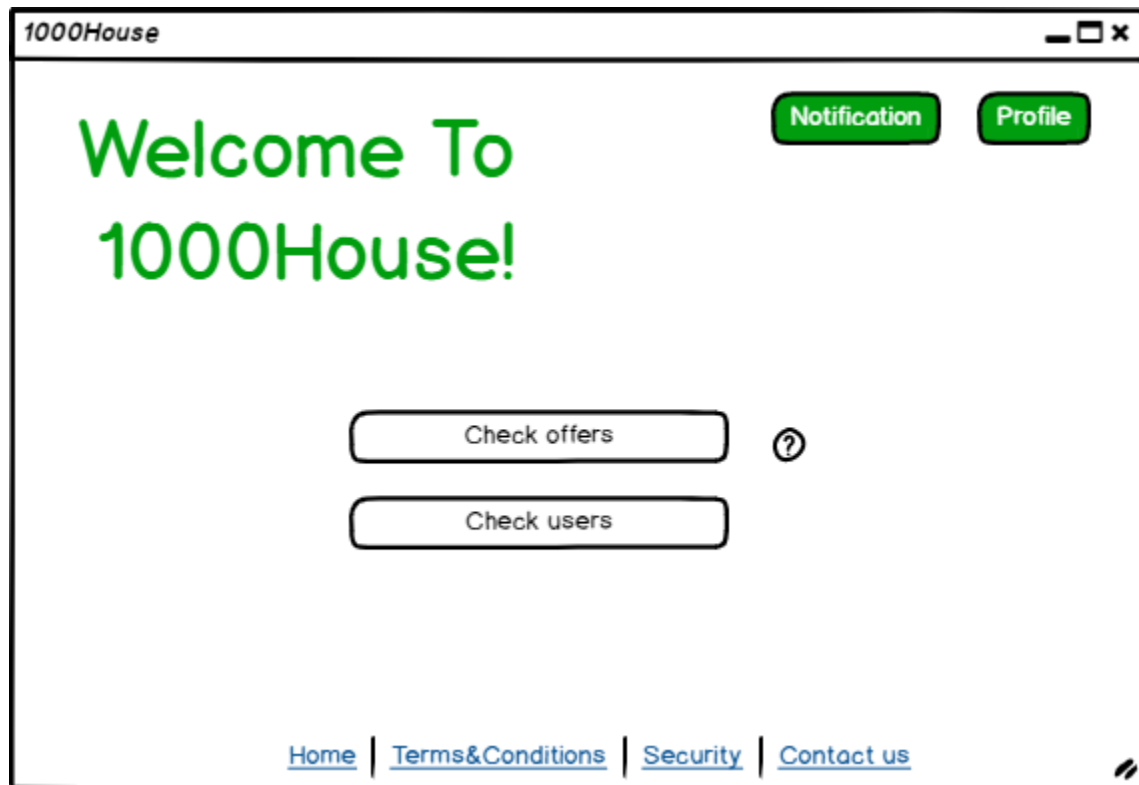 1000House
Notification
Profile
Welcome To
1000House!
Check offers
?
Check users
Home | Terms&Conditions | Security | Contact us